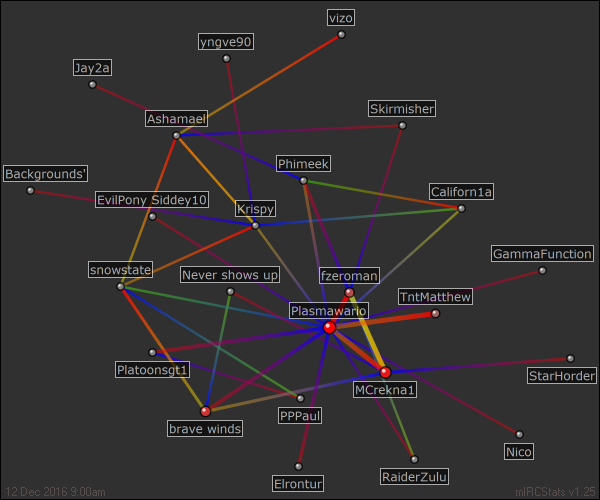 vizo
yngve90
Jay2a
Skirmisher
Ashamael
Phimeek
Backgrounds'
Californ1a
EvilPony Siddey10
Krispy
GammaFunction
snowstate
Never shows up
fzeroman
TntMatthew
Plasmawario
Platoonsgt1
StarHorder
MCrekna1
PPPaul
brave winds
Nico
Elrontur
RaiderZulu
12 Dec 2016 9:00am
mIRCStats v1.25